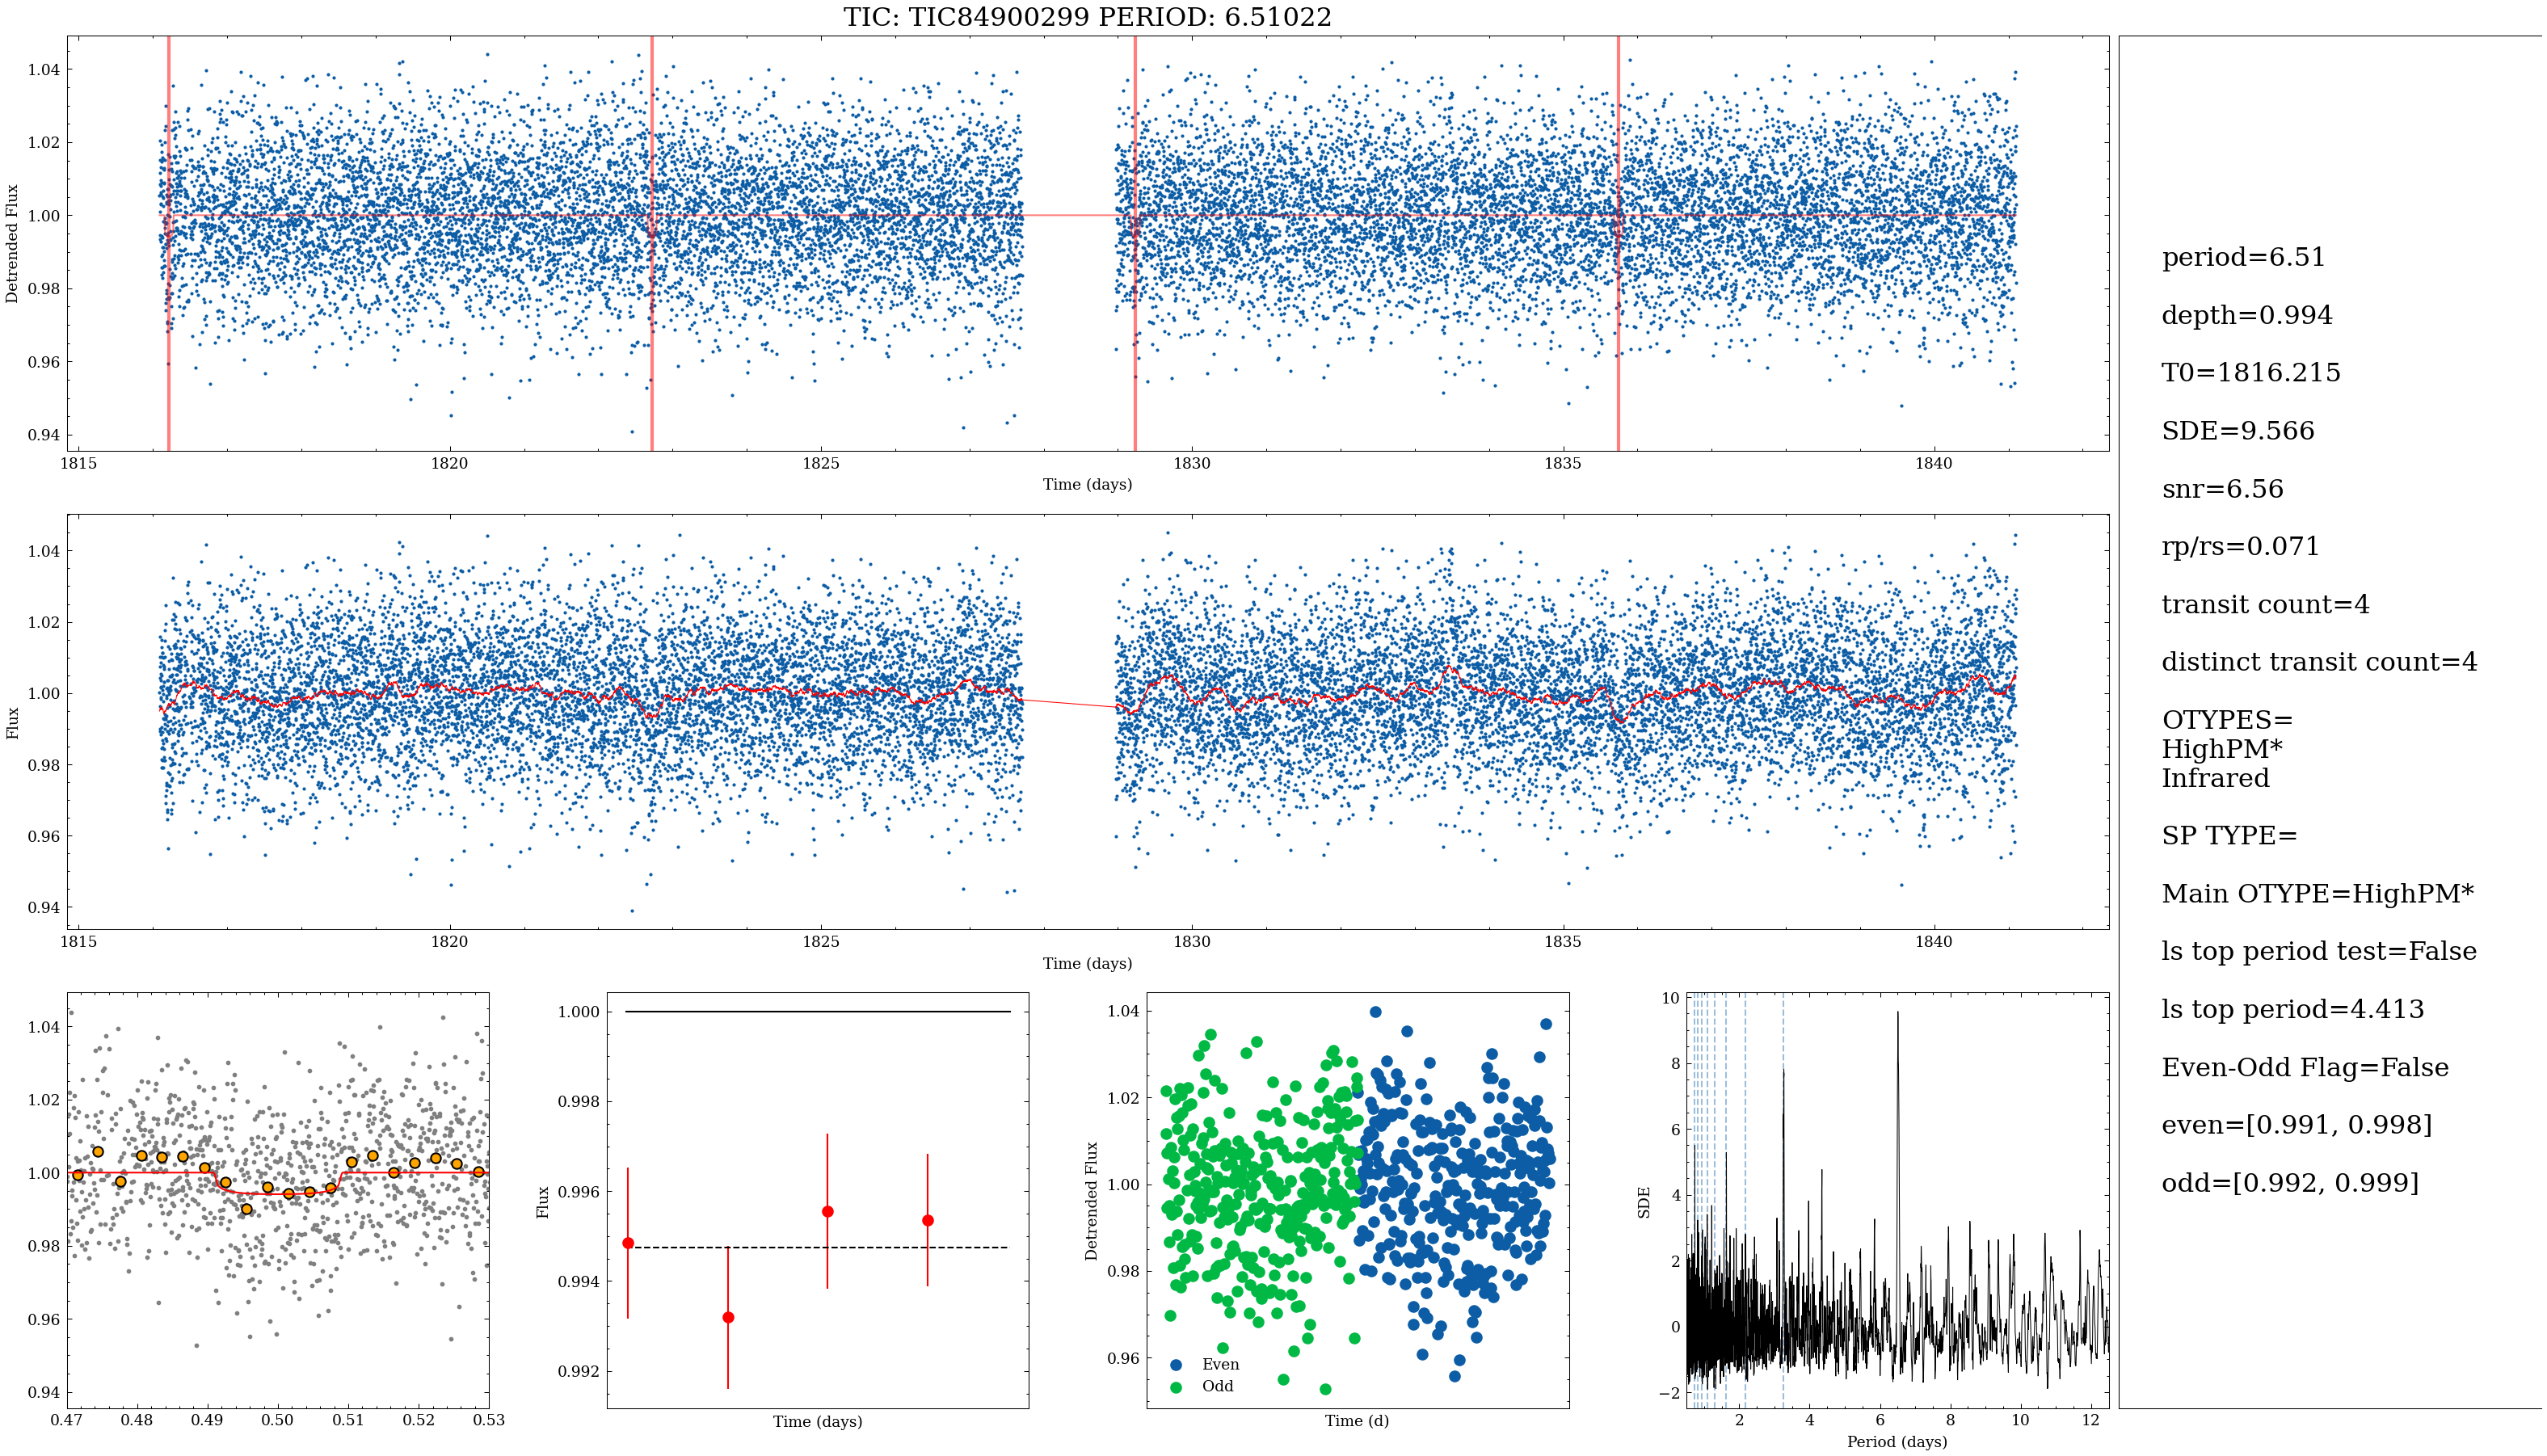 TIC: TIC84900299 PERIOD: 6.51022
1.04
1.02
1.00
0.98
0.96
0.94
Detrended Flux
1815
1820
1825
1830
1835
1840
Time (days)
1.04
1.02
1.00
0.98
0.96
0.94
Flux
1815
1820
1825
1830
1835
1840
Time (days)
1.04
1.02
1.00
0.98
0.96
0.94
0.47
0.48
0.49
0.50
0.51
0.52
0.53
1.000
0.998
0.996
0.994
0.992
Flux
Time (days)
1.04
1.02
1.00
0.98
0.96
Detrended Flux
Even
Odd
Time (d)
10
8
6
4
2
0
−2
SDE
2
4
6
8
10
12
Period (days)
period=6.51
depth=0.994
T0=1816.215
SDE=9.566
snr=6.56
rp/rs=0.071
transit count=4
distinct transit count=4
OTYPES=
HighPM*
Infrared
SP TYPE=
Main OTYPE=HighPM*
ls top period test=False
ls top period=4.413
Even-Odd Flag=False
even=[0.991, 0.998]
odd=[0.992, 0.999]